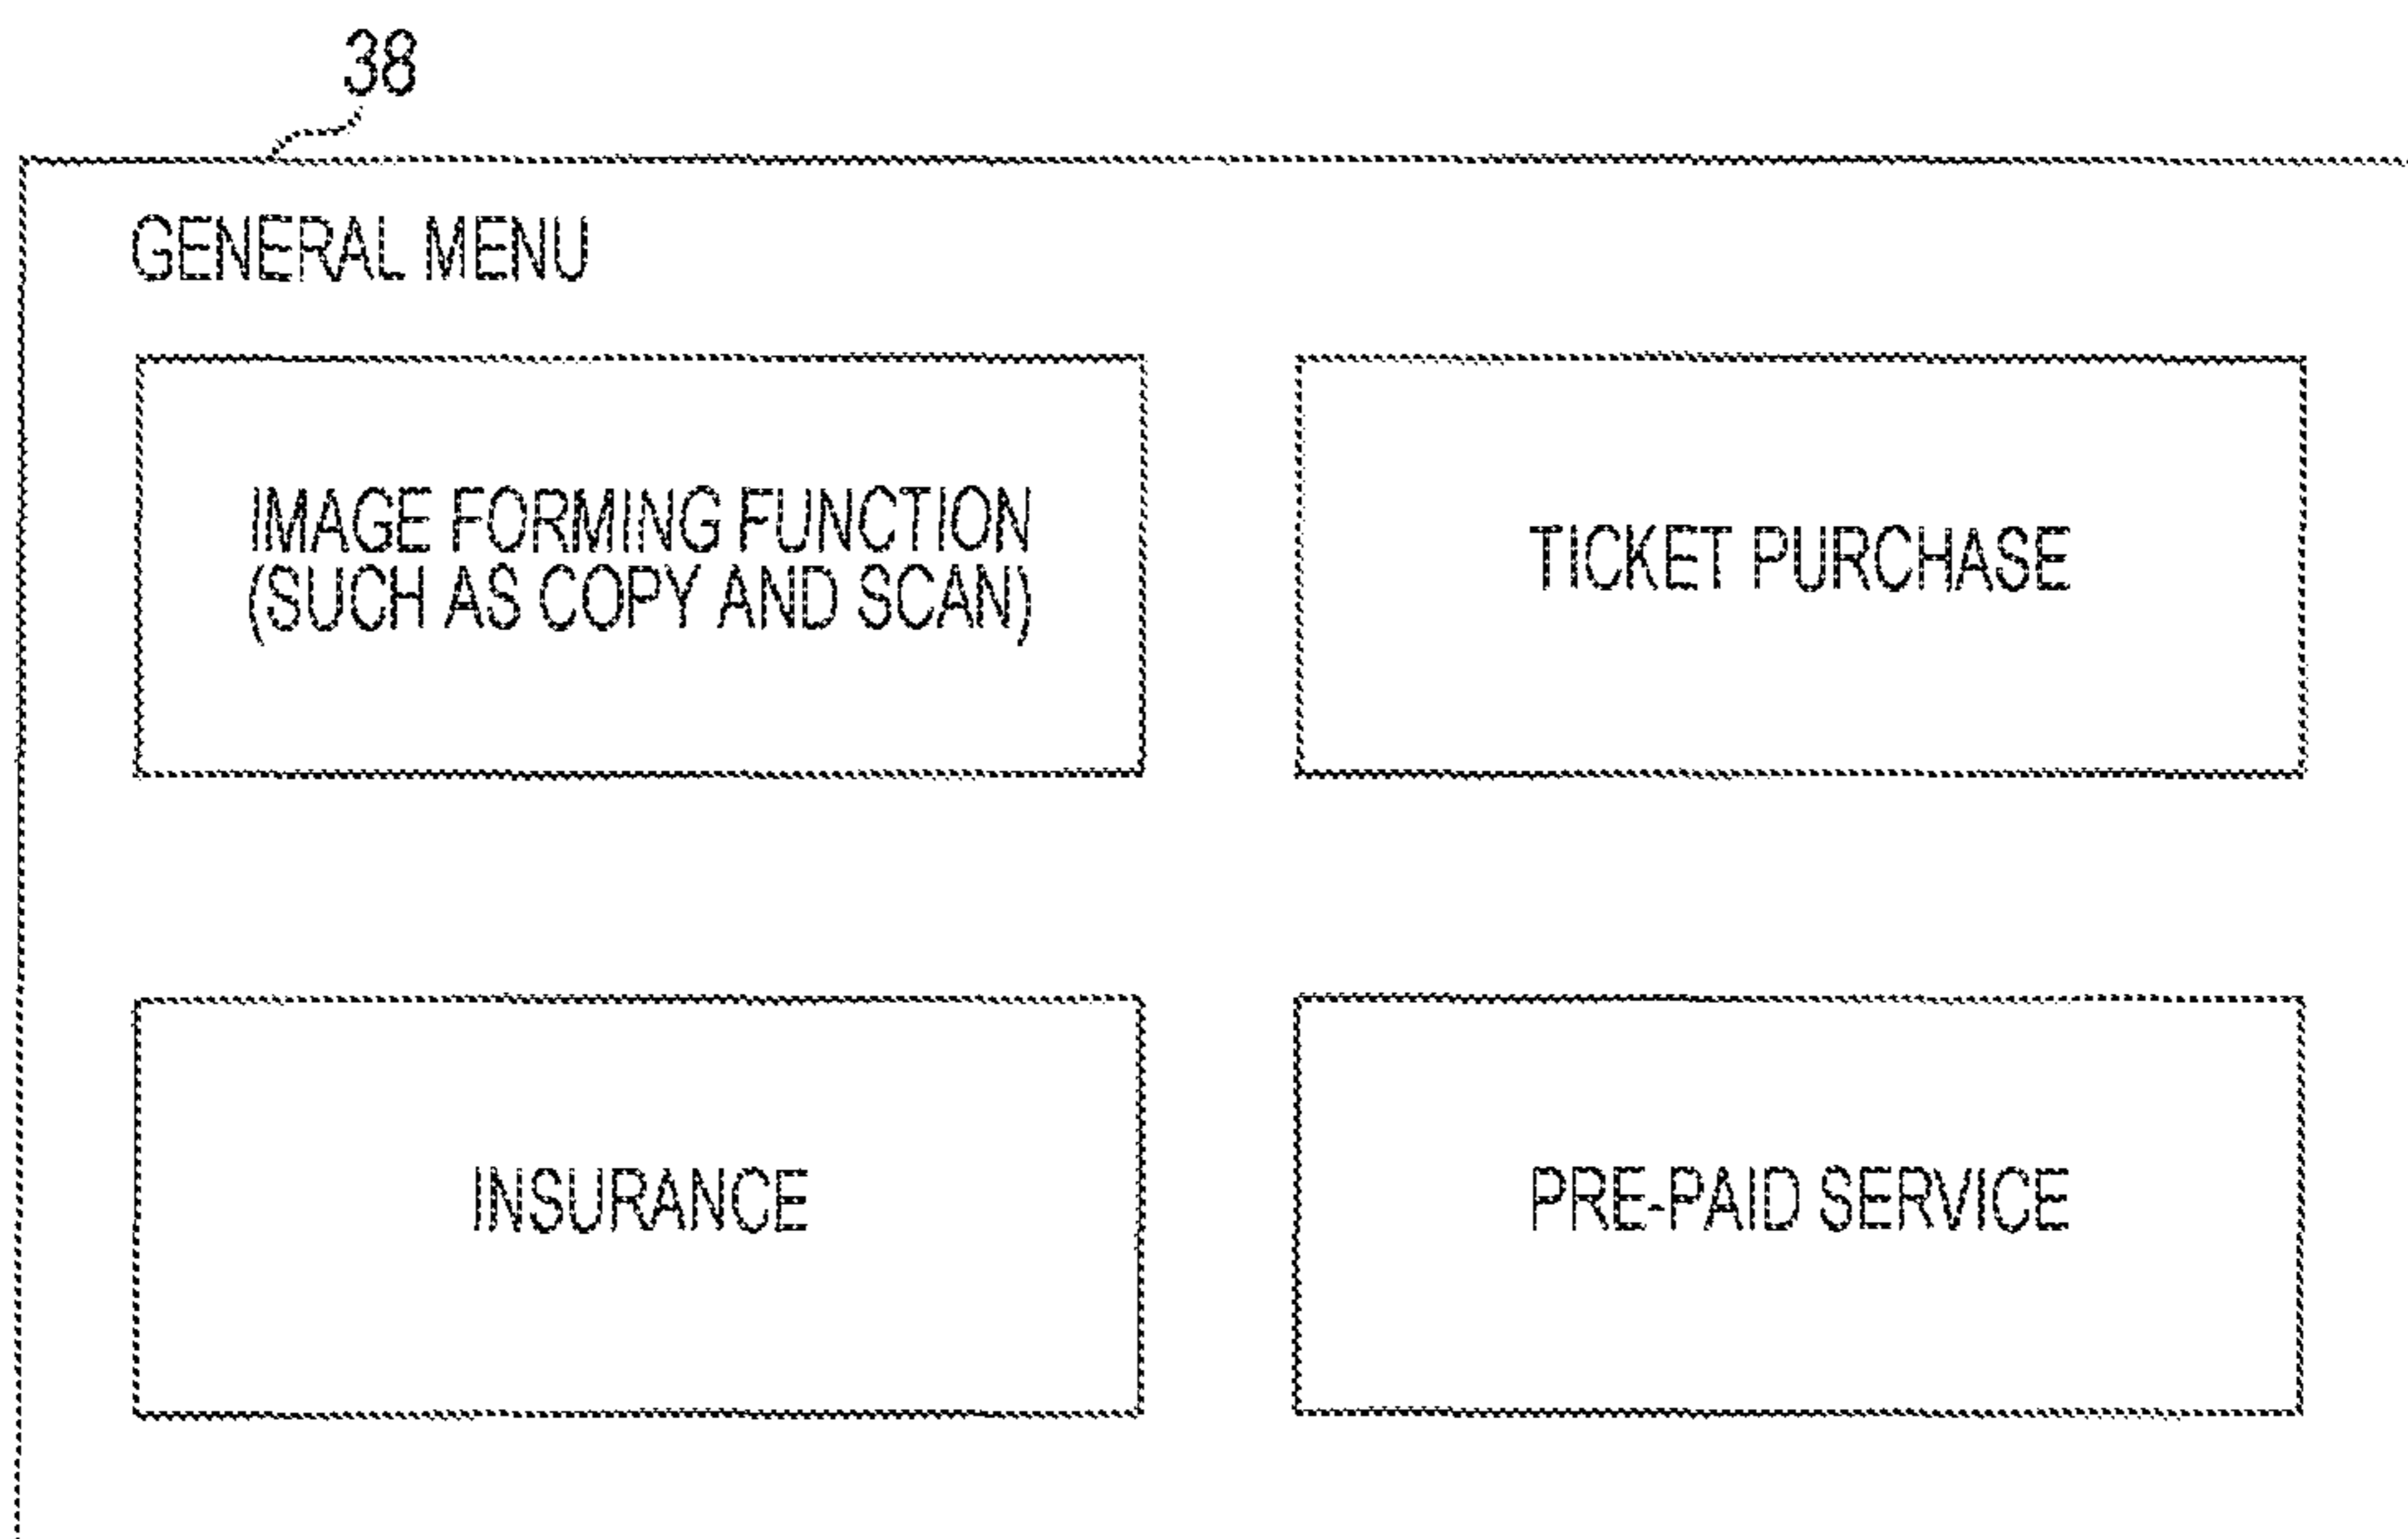 38
GENERAL MENU
IMAGE FORMING FUNCTION
(SUCH AS COPY AND SCAN)
TICKET PURCHASE
INSURANCE
PRE-PAID SERVICE